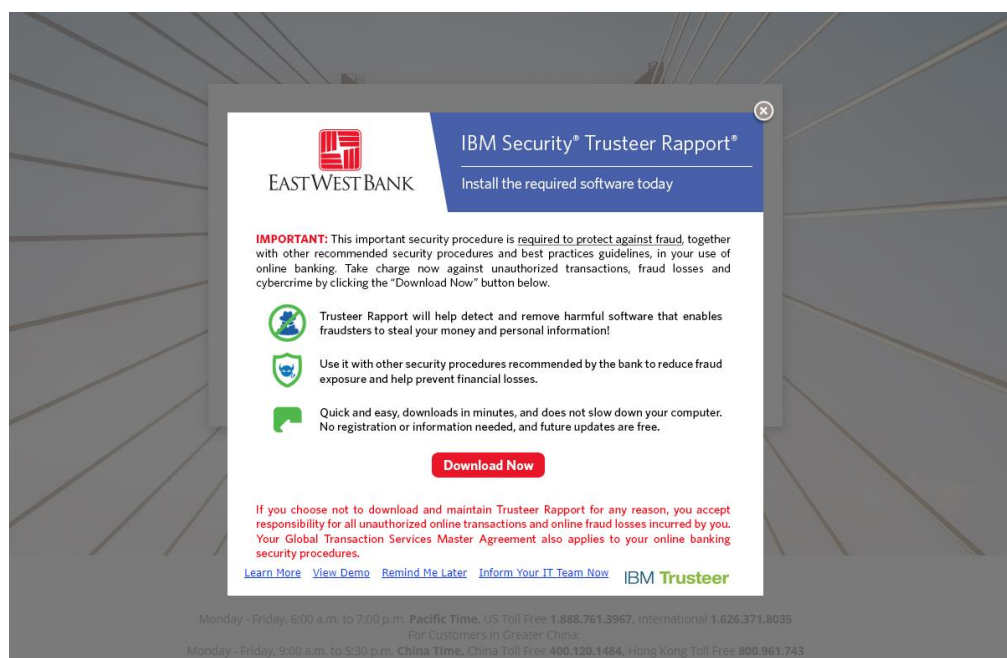 EASTWESTBANK
IBM Security® Trusteer Rapport®
Install the required software today
IMPORTANT: This important security procedure is required to protect against fraud, together
with other recommended security procedures and best practices guidelines, in your use of
online banking. Take charge now against unauthorized transactions, fraud losses and
cybercrime by clicking the “Download Now” button below.
Trusteer Rapport will help detect and remove harmful software that enables
fraudsters to steal your money and personal information!
Use it with other security procedures recommended by the bank to reduce fraud
exposure and help prevent financial losses.
Quick and easy, downloads in minutes, and does not slow down your computer.
No registration or information needed, and future updates are free.
Download Now
If you choose not to download and maintain Trusteer Rapport for any reason, you accept
responsibility for all unauthorized online transactions and online fraud losses incurred by you.
Your Global Transaction Services Master Agreement also applies to your online banking
security procedures.
Learn More View Demo Remind Me Later Inform Your IT Team Now IBM Trusteer
Monday - Friday, 6:00 a.m. to 7:00 p.m. Pacific Time, US Toll Free 1.888.761.3967, International 1.626.371.8035
For Customers in Greater China:
Monday - Friday, 9:00 a.m. to 5:30 p.m. China Time, China Toll Free 400.120.1484, Hong Kong Toll Free 800.961.743